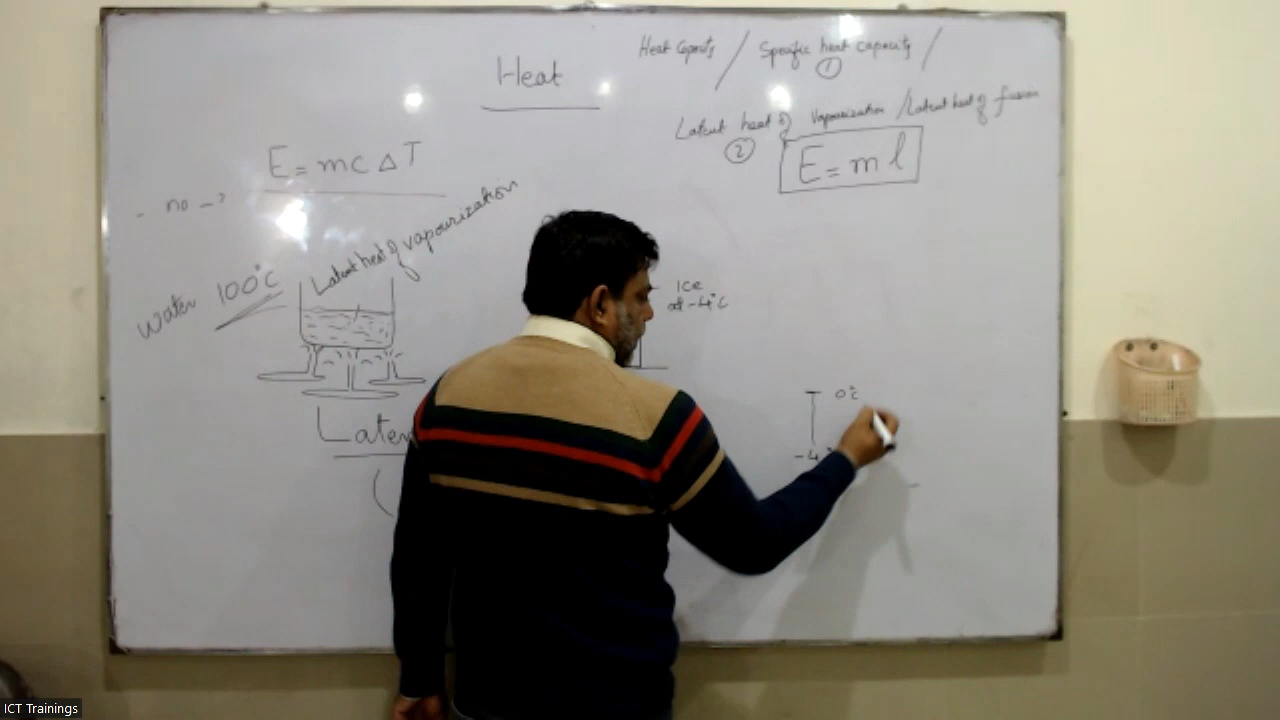 Heat
Heat Capacity / Specific heat capacity /
①
Latent heat of Vapourization / Latent heat of fusion
②
E = m l
E = mc Δ T
- no →
Water 100°C
Latent heat of vapourization
Ice
at -4°C
0°C
-4°
Laten
(
ICT Trainings